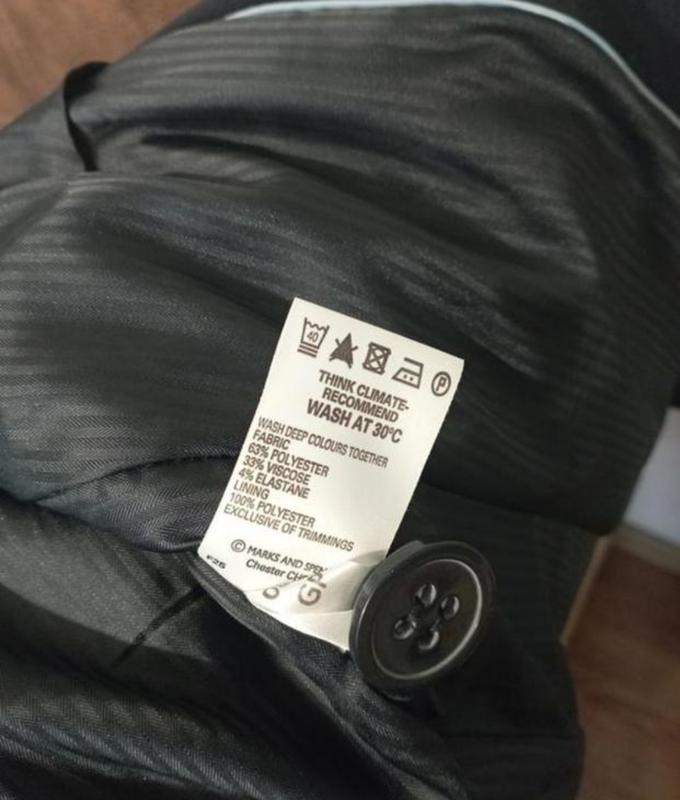 40 P
THINK CLIMATE-
RECOMMEND
WASH AT 30°C
WASH DEEP COLOURS TOGETHER
FABRIC
63% POLYESTER
33% VISCOSE
4% ELASTANE
LINING
100% POLYESTER
EXCLUSIVE OF TRIMMINGS
© MARKS AND
Chester